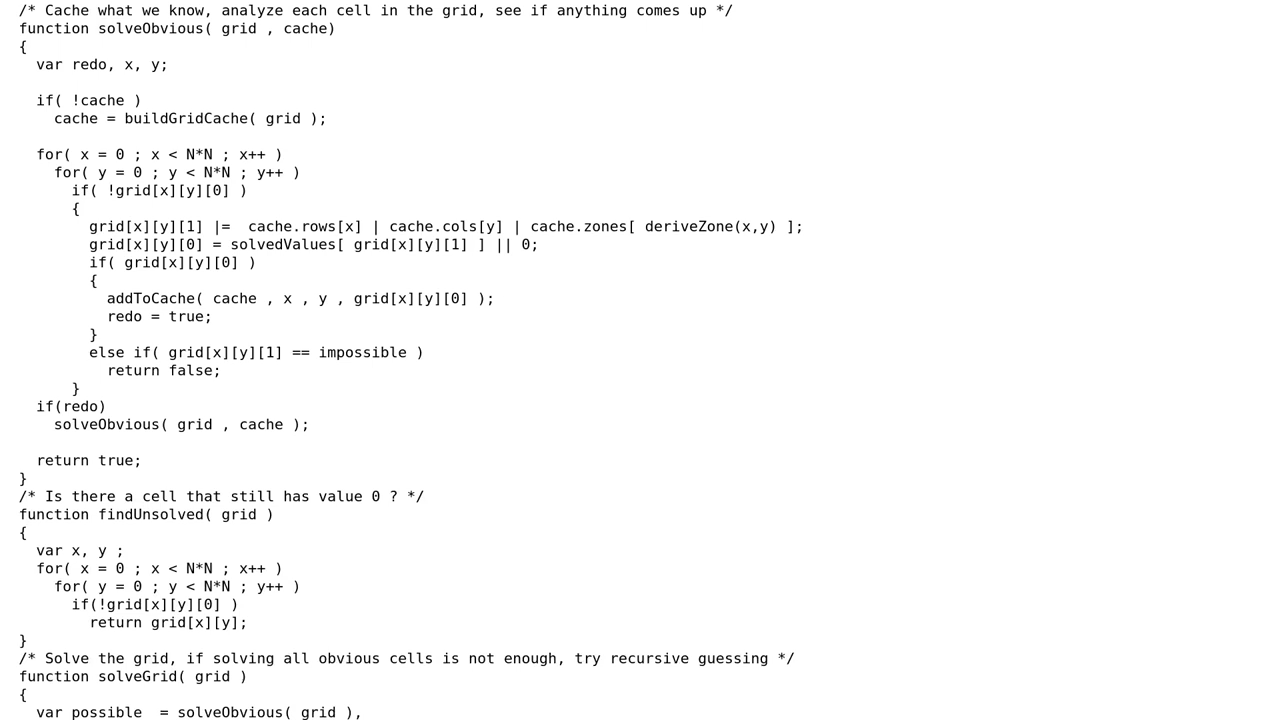 /* Cache what we know, analyze each cell in the grid, see if anything comes up */
function solveObvious( grid , cache)
{
  var redo, x, y;

  if( !cache )
    cache = buildGridCache( grid );

  for( x = 0 ; x < N*N ; x++ )
    for( y = 0 ; y < N*N ; y++ )
      if( !grid[x][y][0] )
      {
        grid[x][y][1] |=  cache.rows[x] | cache.cols[y] | cache.zones[ deriveZone(x,y) ];
        grid[x][y][0] = solvedValues[ grid[x][y][1] ] || 0;
        if( grid[x][y][0] )
        {
          addToCache( cache , x , y , grid[x][y][0] );
          redo = true;
        }
        else if( grid[x][y][1] == impossible )
          return false;
      }
  if(redo)
    solveObvious( grid , cache );

  return true;
}
/* Is there a cell that still has value 0 ? */
function findUnsolved( grid )
{
  var x, y ;
  for( x = 0 ; x < N*N ; x++ )
    for( y = 0 ; y < N*N ; y++ )
      if(!grid[x][y][0] )
        return grid[x][y];
}
/* Solve the grid, if solving all obvious cells is not enough, try recursive guessing */
function solveGrid( grid )
{
  var possible  = solveObvious( grid ),